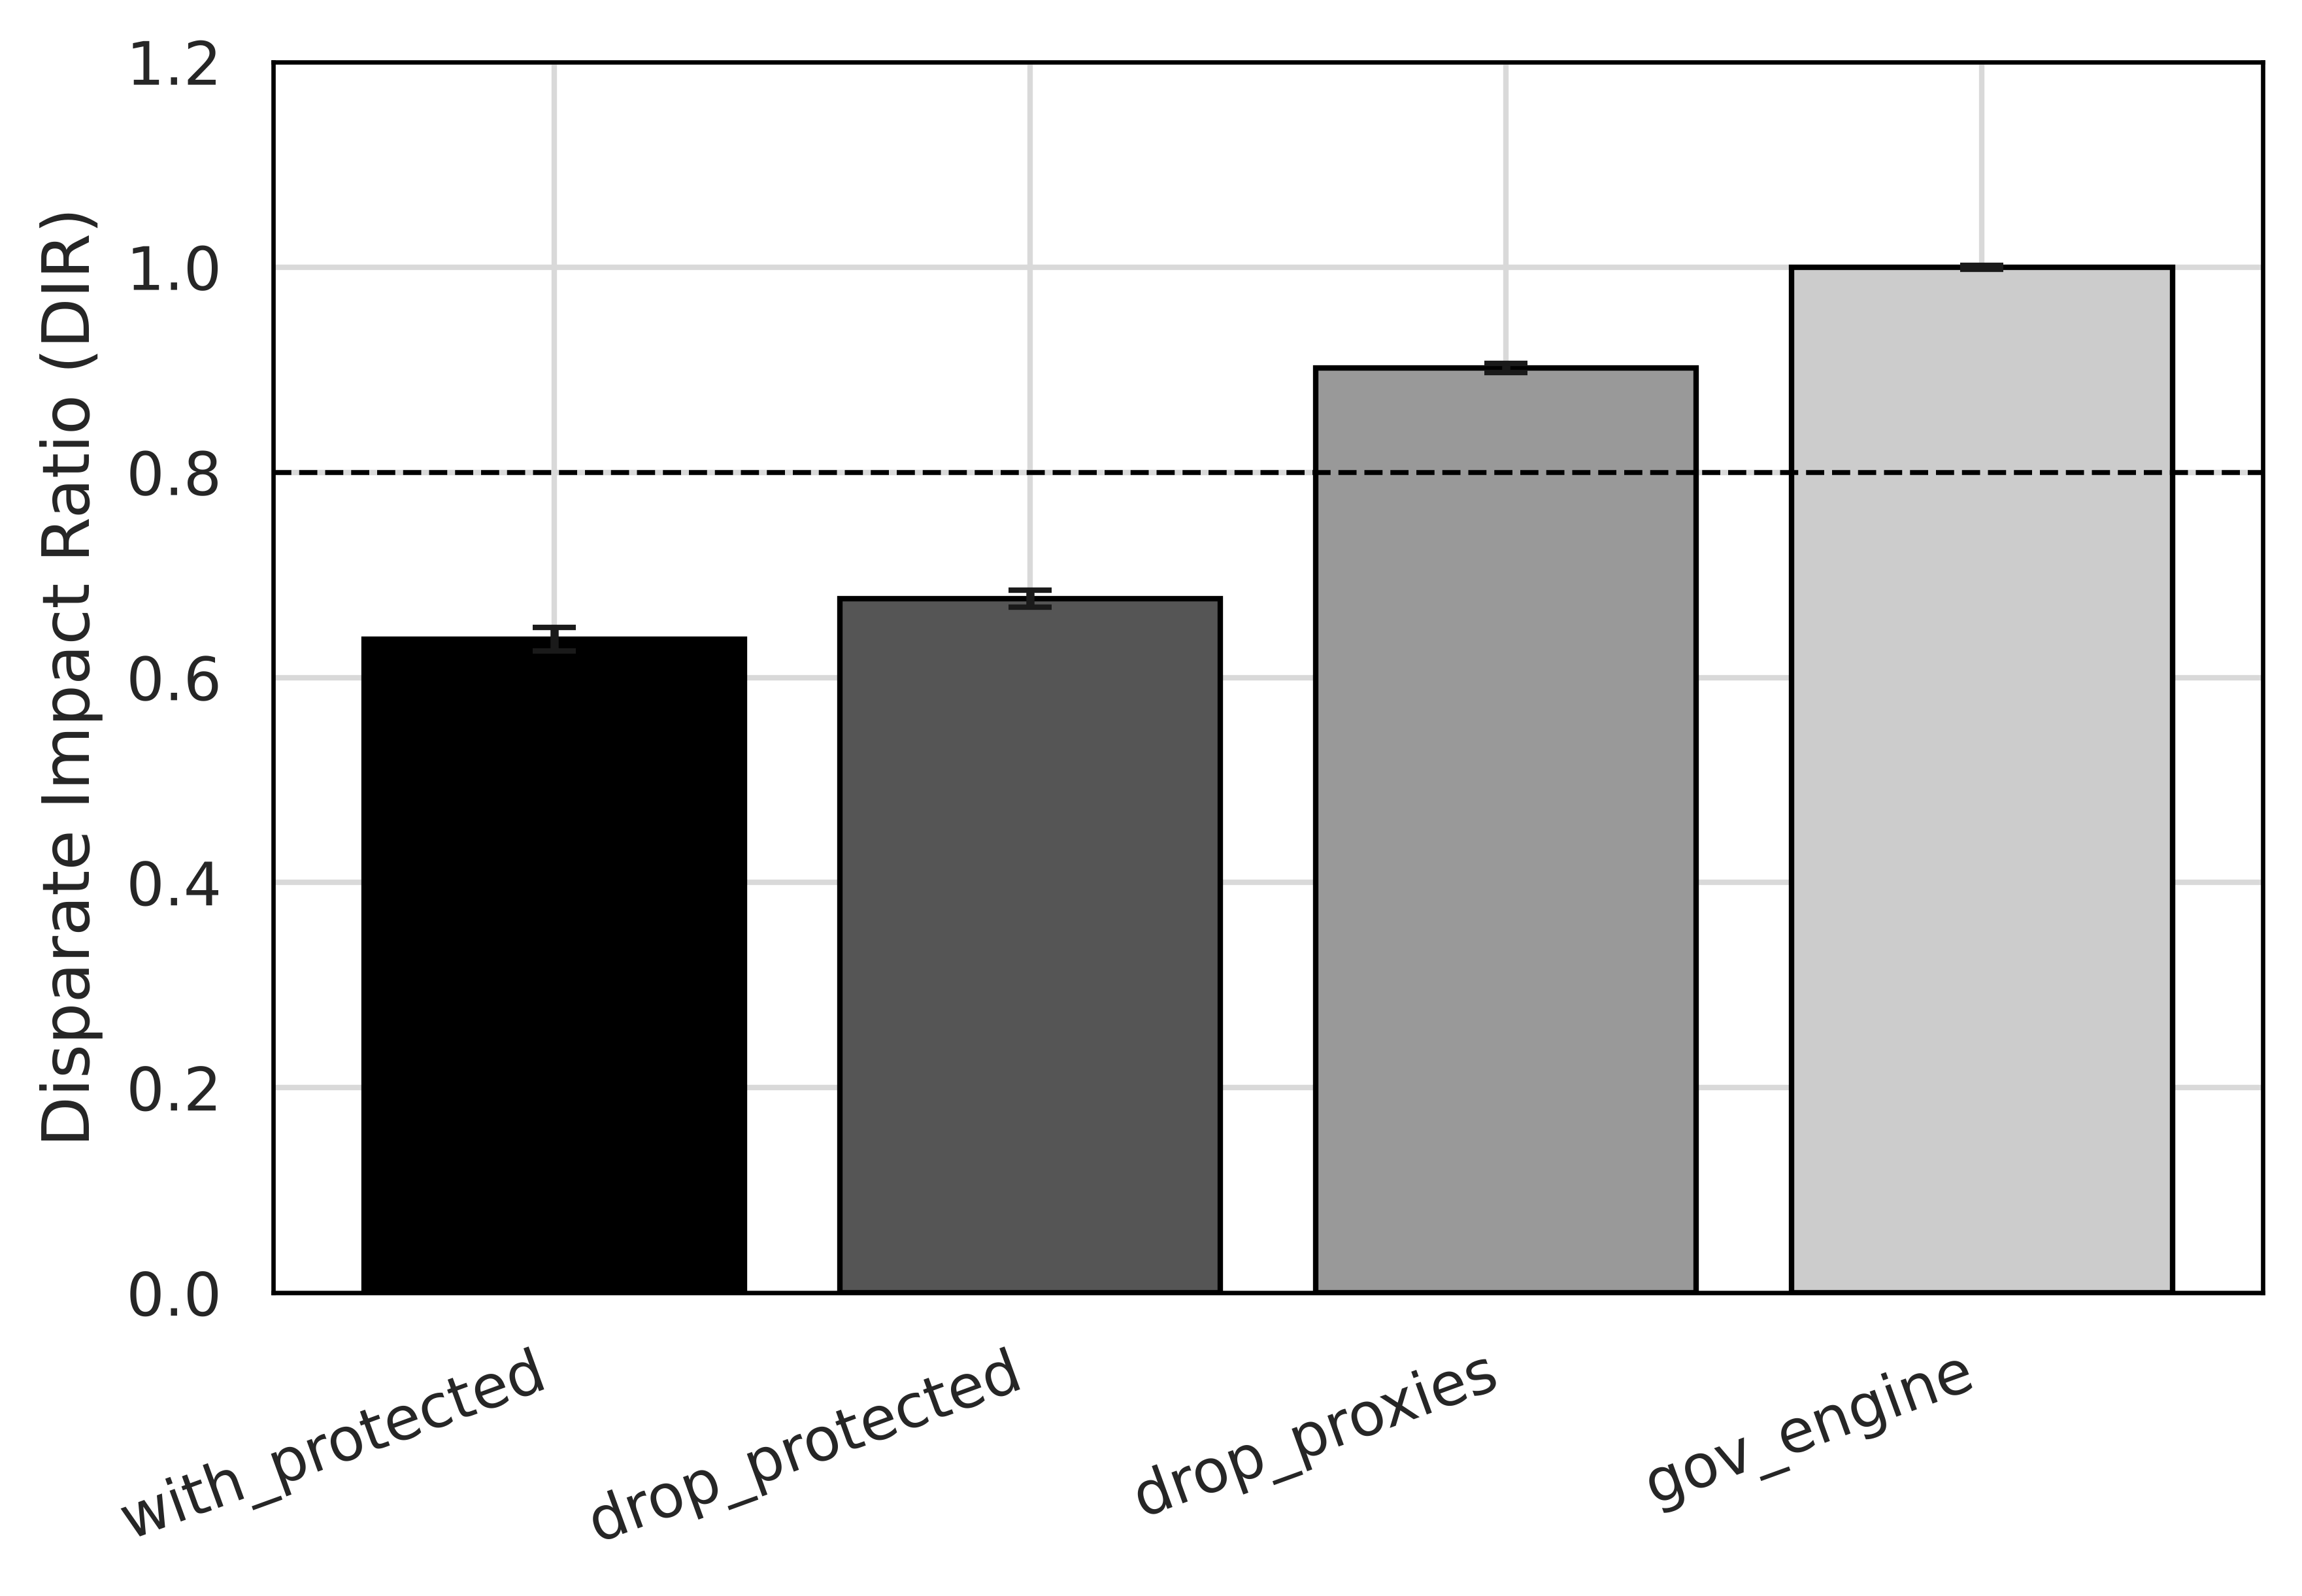 Disparate Impact Ratio (DIR)
1.2
1.0
0.8
0.6
0.4
0.2
0.0
with_protected
drop_protected
drop_proxies
gov_engine